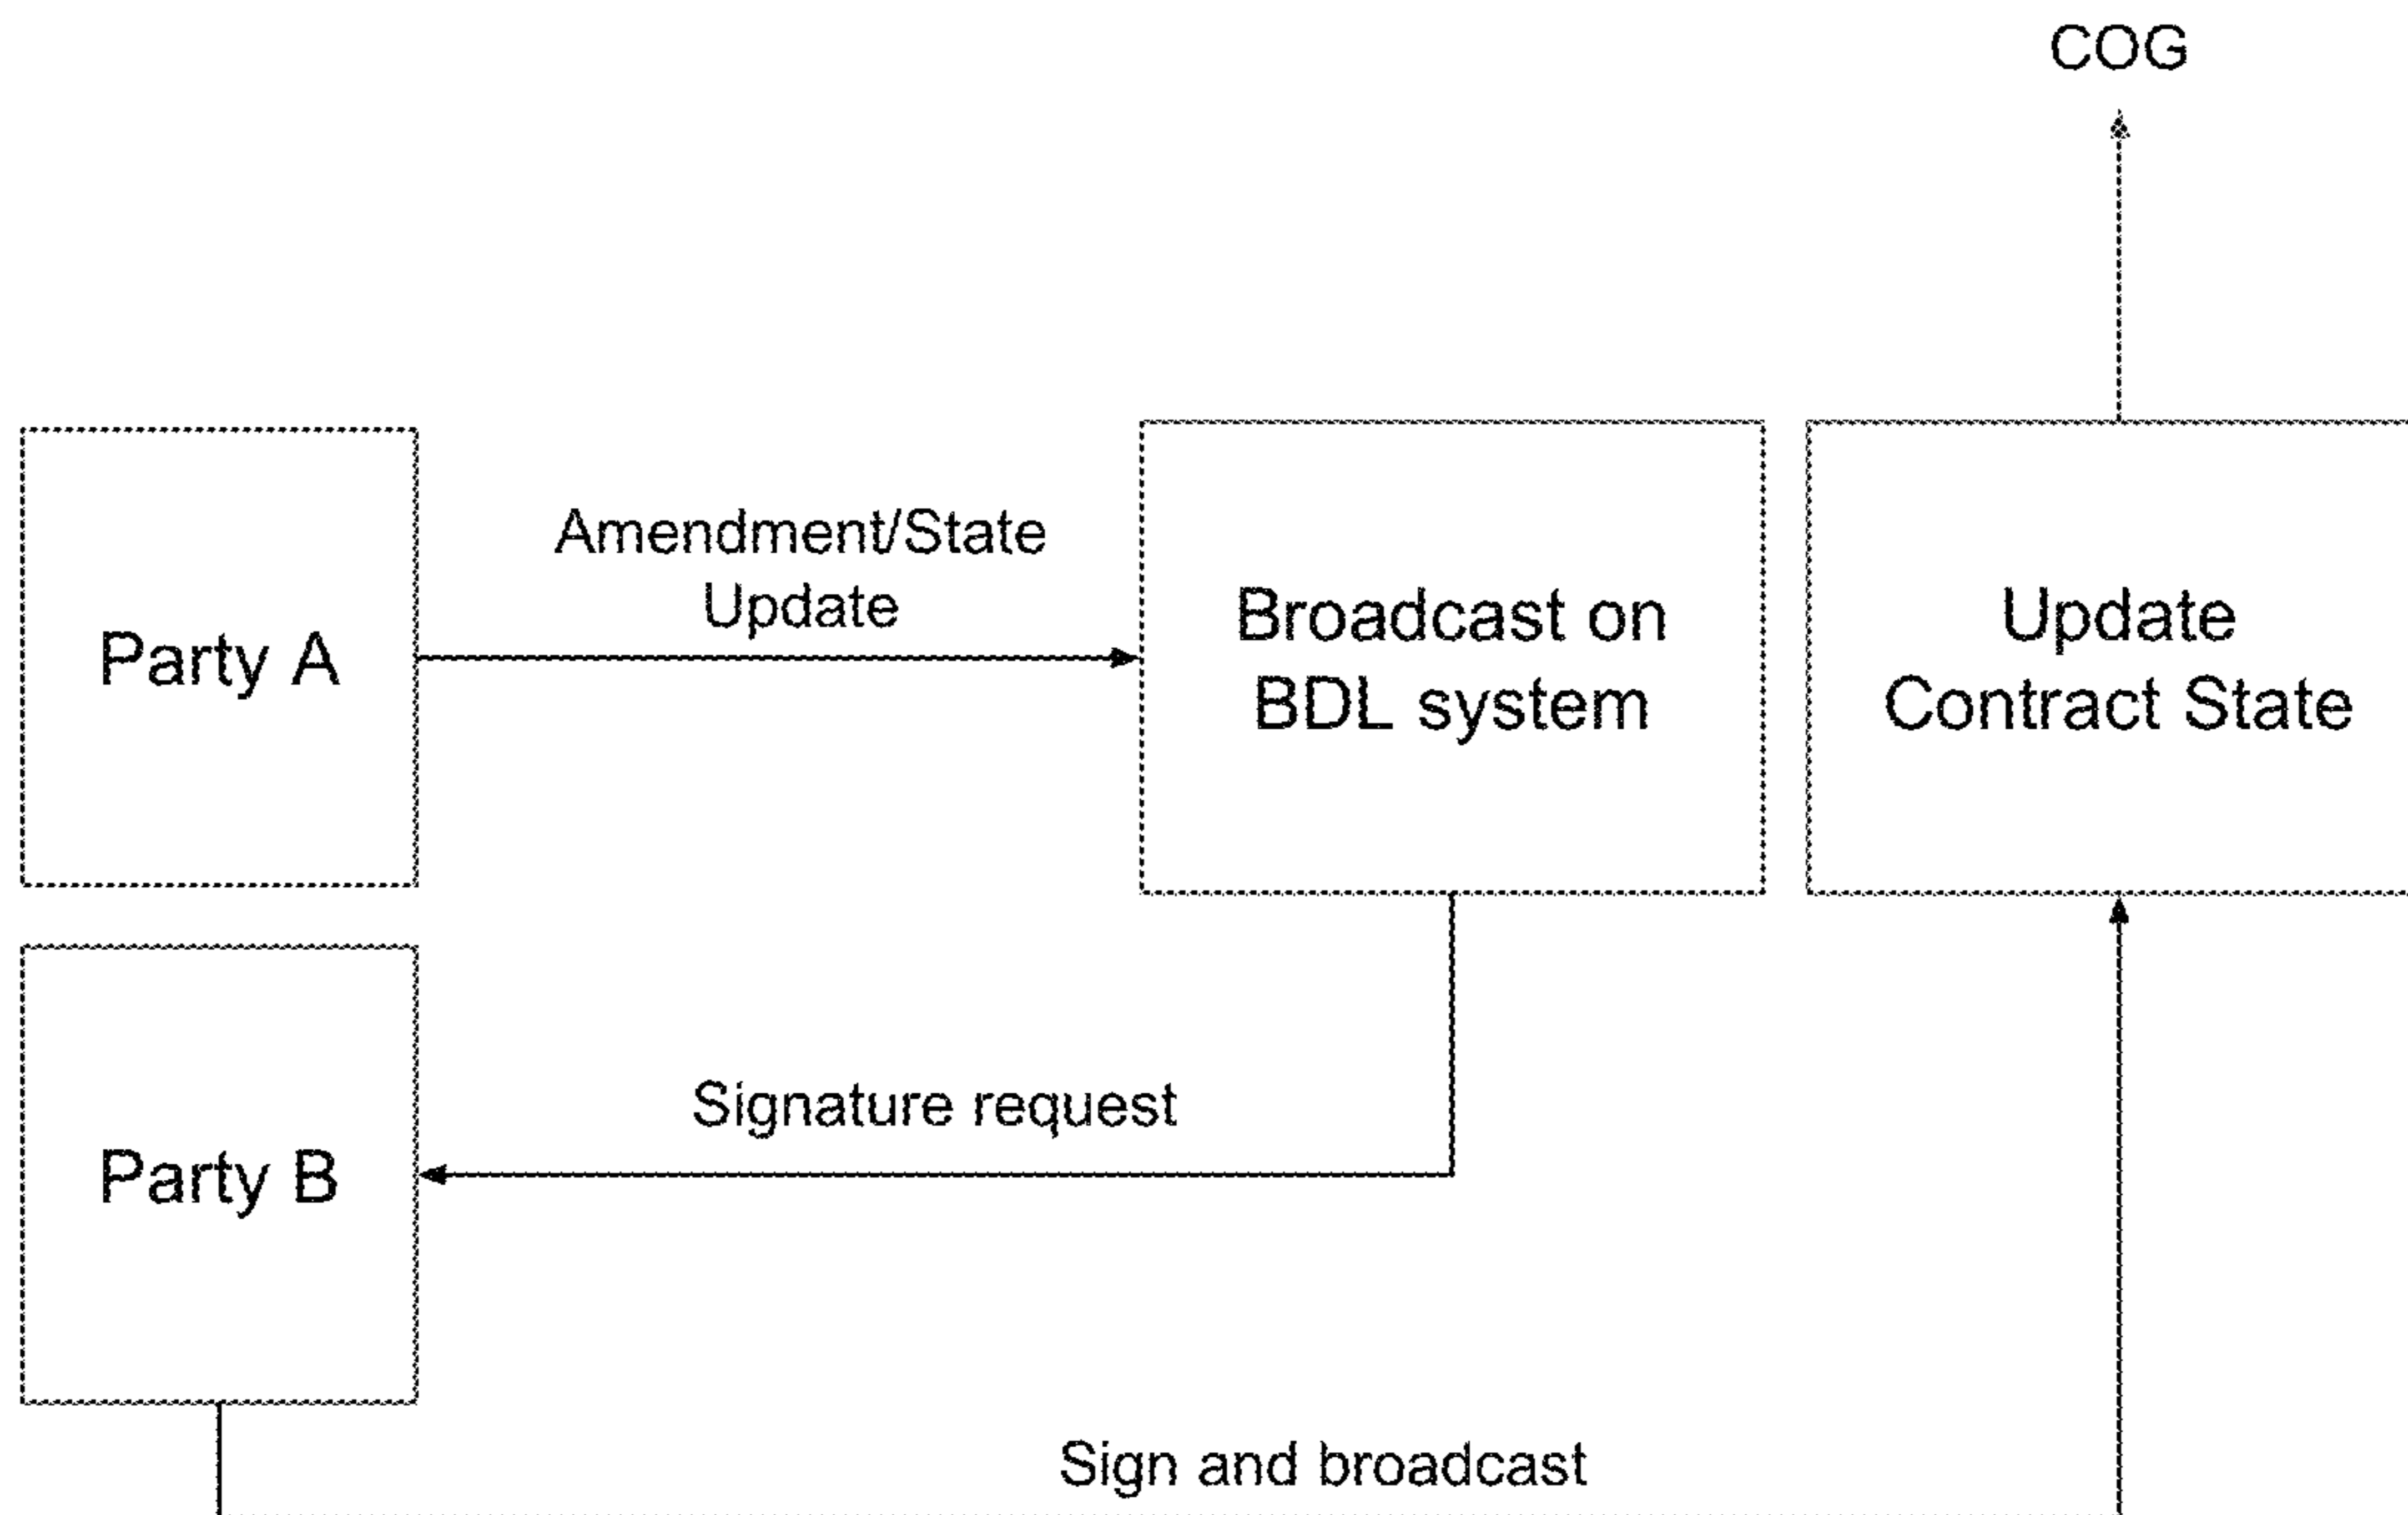 COG
Amendment/State
Update
Party A
Broadcast on
BDL system
Update
Contract State
Signature request
Party B
Sign and broadcast